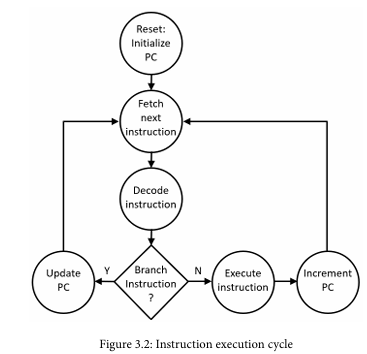 Reset:
Initialize
PC
Fetch
next
instruction
Decode
instruction
Update
PC
Y
Branch
Instruction
?
N
Execute
instruction
Increment
PC
Figure 3.2: Instruction execution cycle